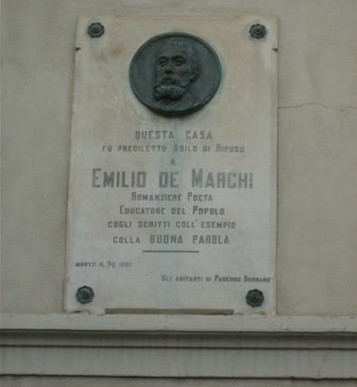 QUESTA CASA
FU PREDILETTO ASILO DI RIPOSO
A
EMILIO DE MARCHI
ROMANZIERE POETA
EDUCATORE DEL POPOLO
COGLI SCRITTI COLL'ESEMPIO
COLLA BUONA PAROLA
GLI ABITANTI DI PADERNO DUGNANO